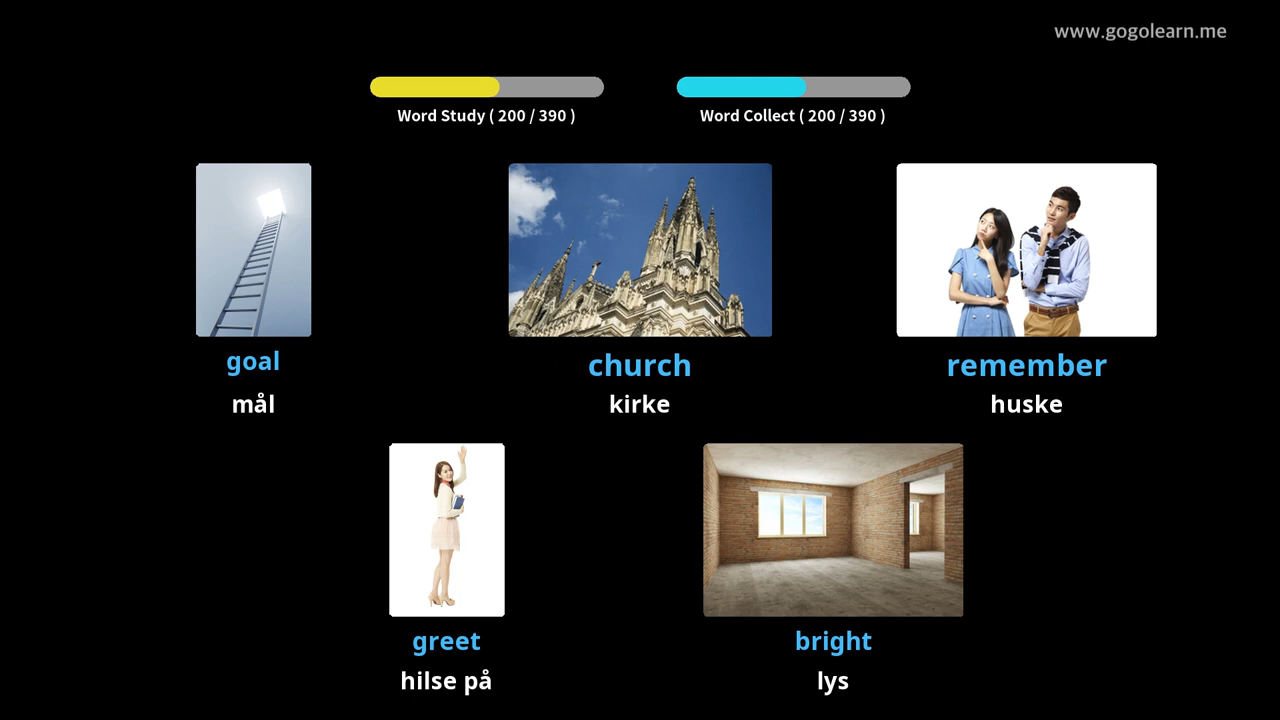 www.gogolearn.me
Word Study ( 200 / 390 )
Word Collect ( 200 / 390 )
goal
mål
church
kirke
remember
huske
greet
hilse på
bright
lys